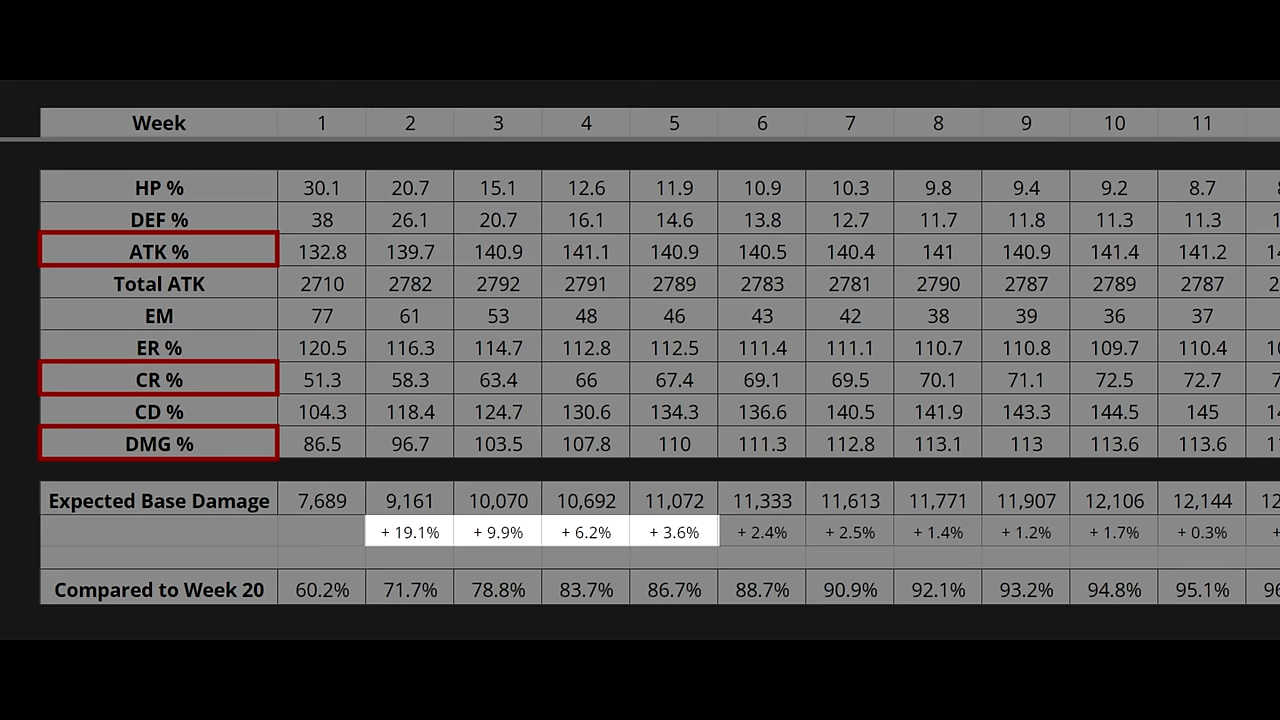 Week 1 2 3 4 5 6 7 8 9 10 11
HP % 30.1 20.7 15.1 12.6 11.9 10.9 10.3 9.8 9.4 9.2 8.7
DEF % 38 26.1 20.7 16.1 14.6 13.8 12.7 11.7 11.8 11.3 11.3
ATK % 132.8 139.7 140.9 141.1 140.9 140.5 140.4 141 140.9 141.4 141.2
Total ATK 2710 2782 2792 2791 2789 2783 2781 2790 2787 2789 2787
EM 77 61 53 48 46 43 42 38 39 36 37
ER % 120.5 116.3 114.7 112.8 112.5 111.4 111.1 110.7 110.8 109.7 110.4
CR % 51.3 58.3 63.4 66 67.4 69.1 69.5 70.1 71.1 72.5 72.7
CD % 104.3 118.4 124.7 130.6 134.3 136.6 140.5 141.9 143.3 144.5 145
DMG % 86.5 96.7 103.5 107.8 110 111.3 112.8 113.1 113 113.6 113.6
Expected Base Damage 7,689 9,161 10,070 10,692 11,072 11,333 11,613 11,771 11,907 12,106 12,144
+ 19.1% + 9.9% + 6.2% + 3.6% + 2.4% + 2.5% + 1.4% + 1.2% + 1.7% + 0.3%
Compared to Week 20 60.2% 71.7% 78.8% 83.7% 86.7% 88.7% 90.9% 92.1% 93.2% 94.8% 95.1%